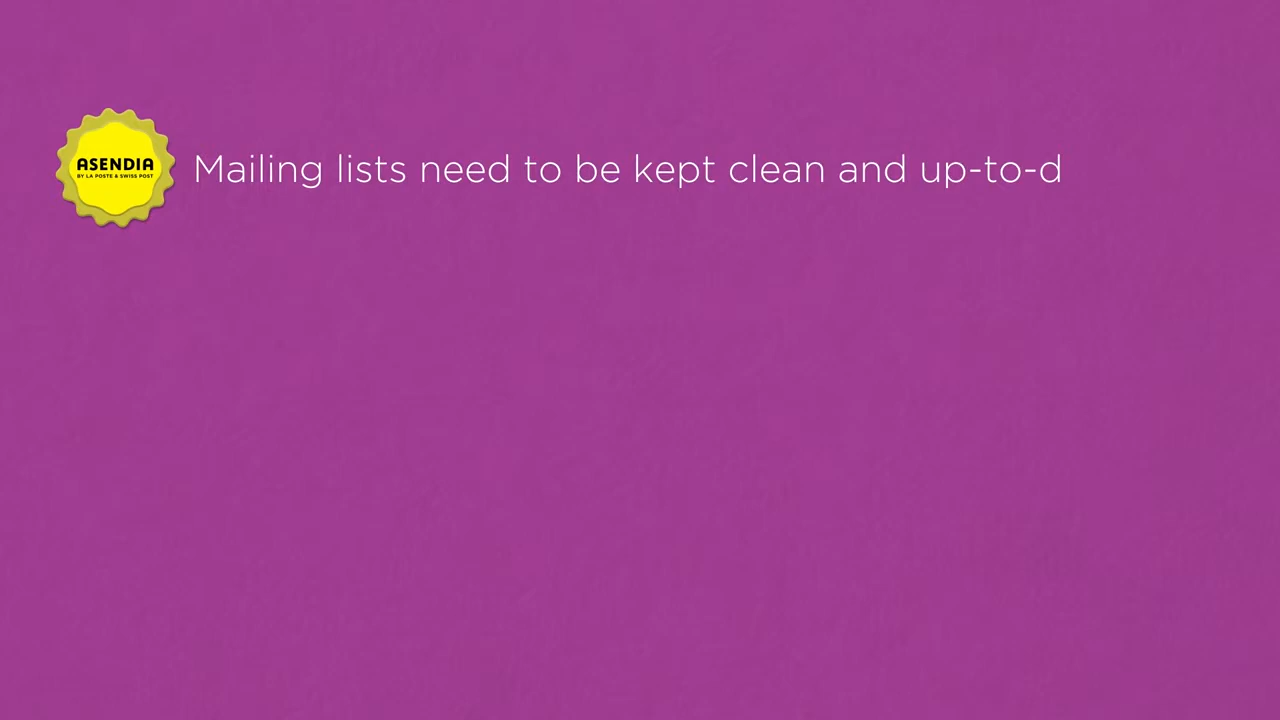 ASENDIA
BY LA POSTE & SWISS POST
Mailing lists need to be kept clean and up-to-d